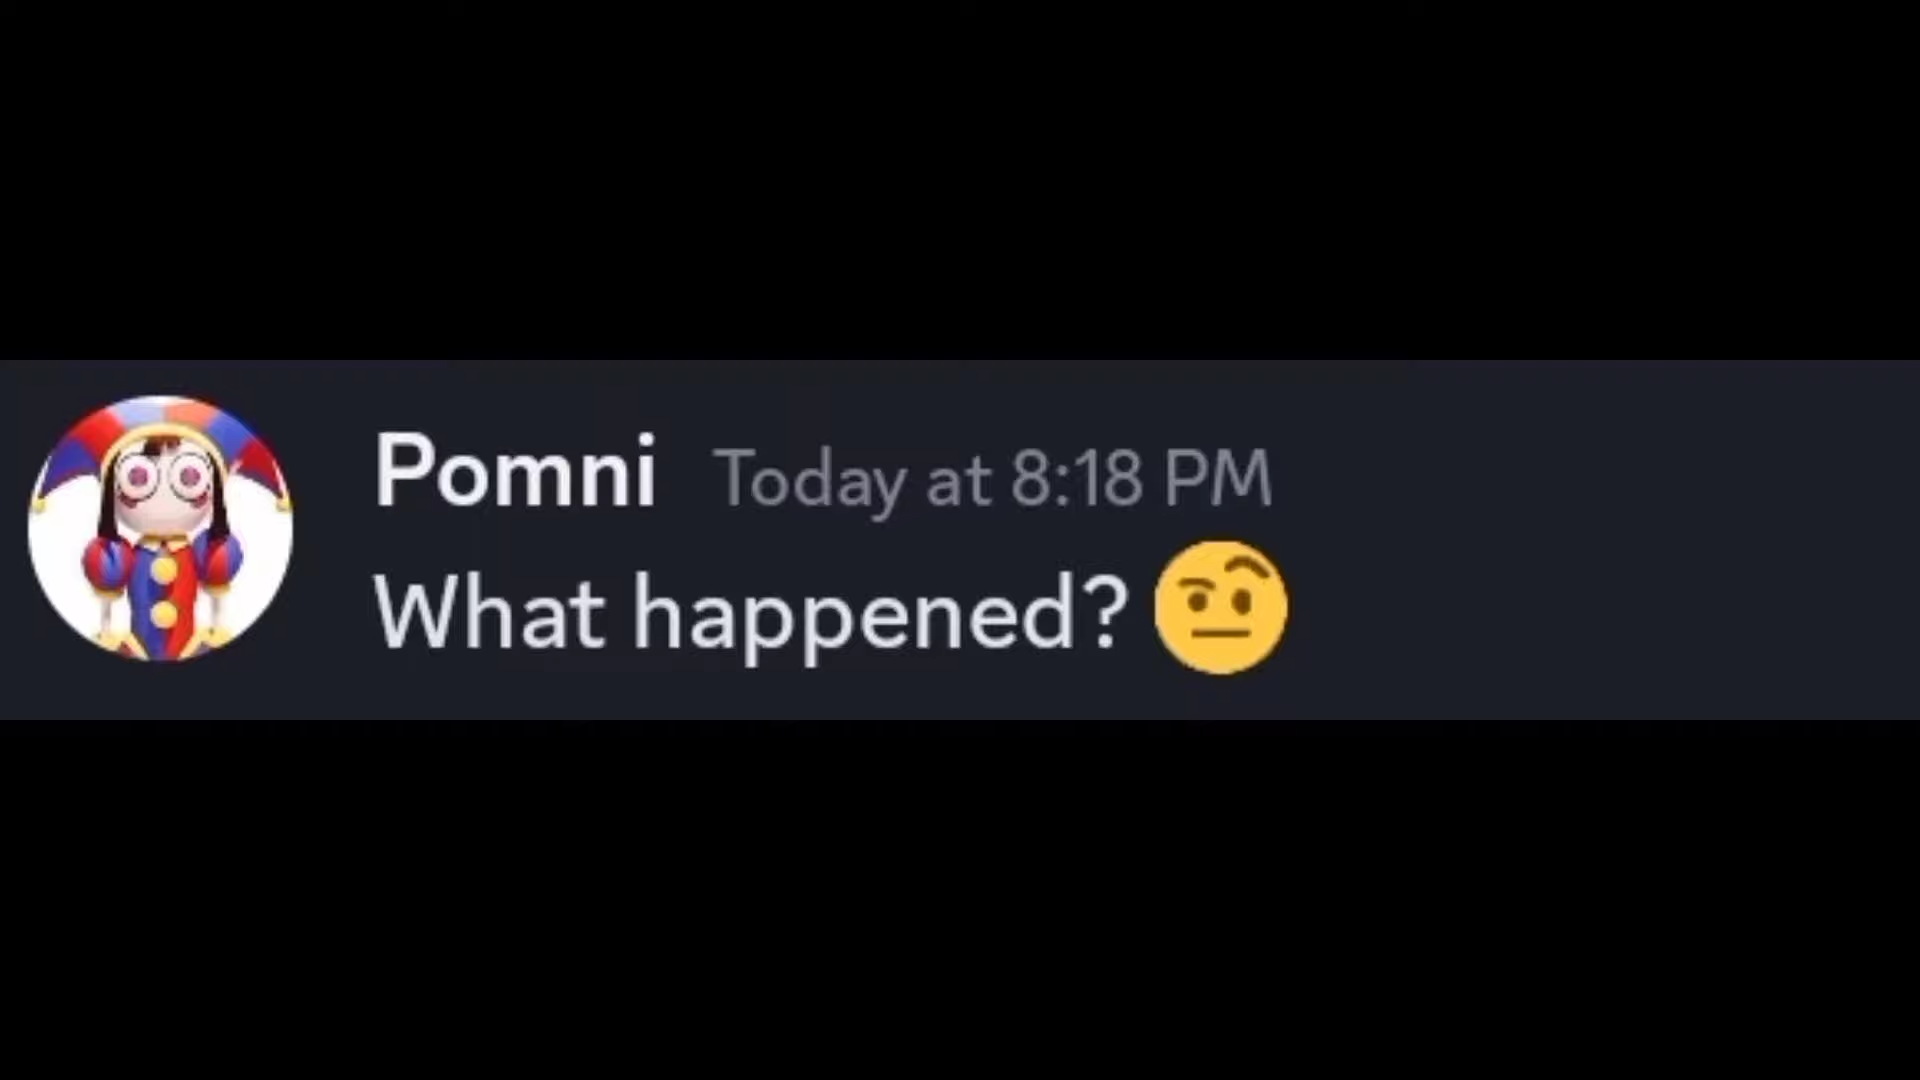 Pomni Today at 8:18 PM
What happened? 🤨